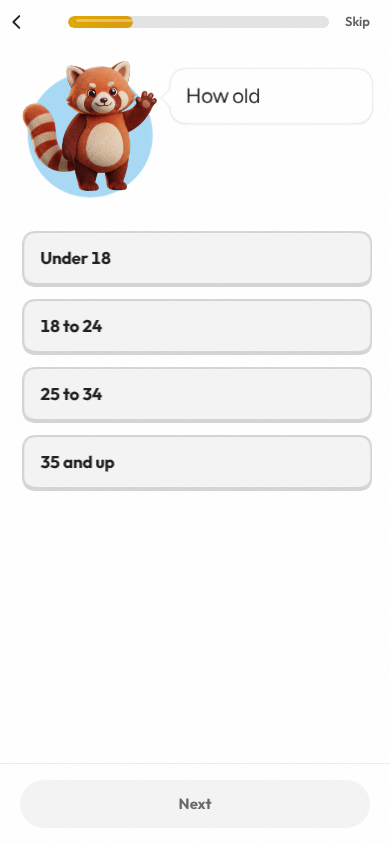 Skip
How old
Under 18
18 to 24
25 to 34
35 and up
Next